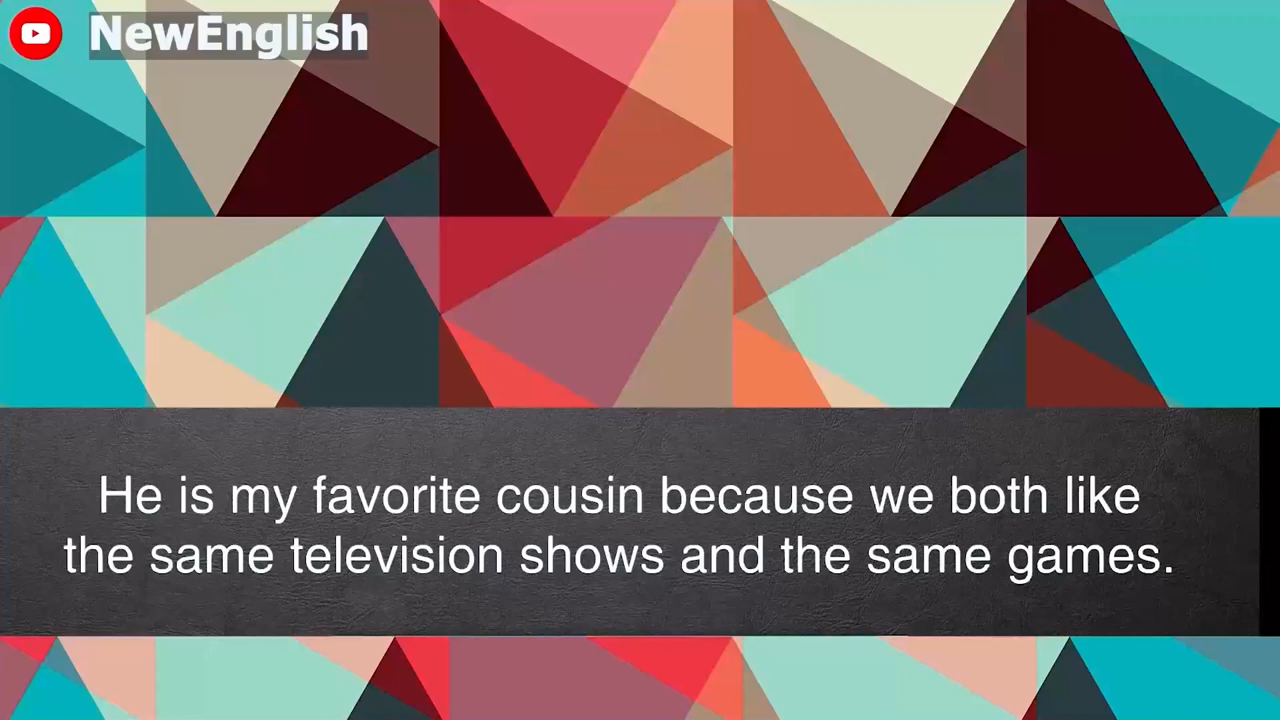 NewEnglish
He is my favorite cousin because we both like
the same television shows and the same games.